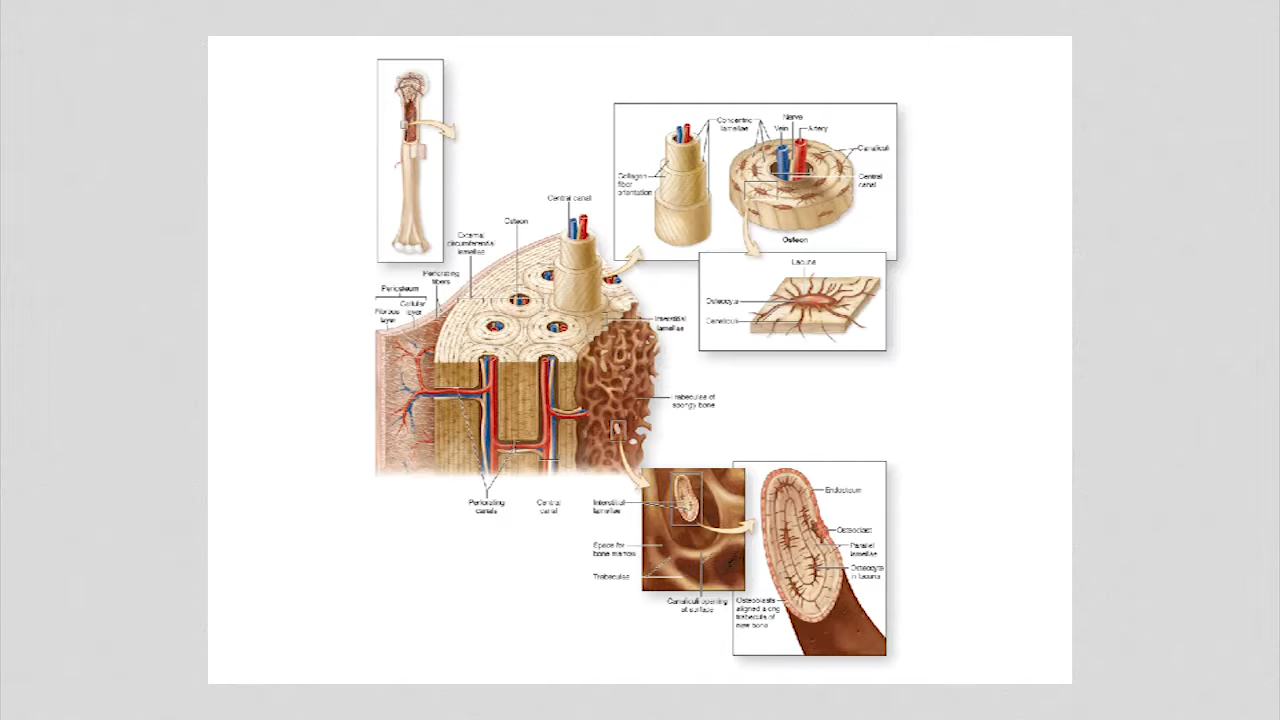 Concentric
lamellae
Nerve
Vein
Artery
Canaliculi
Collagen
fiber
orientation
Central
canal
Osteon
Central canal
Osteon
External
circumferential
lamellae
Perforating
fibers
Periosteum
Fibrous
layer
Cellular
layer
Lacuna
Osteocyte
Canaliculi
Interstitial
lamellae
Trabeculae of
spongy bone
Perforating
canals
Central
canal
Interstitial
lamellae
Space for
bone marrow
Trabeculae
Canaliculi opening
at surface
Endosteum
Osteoclast
Parallel
lamellae
Osteocyte
in lacuna
Osteoblasts
aligned along
trabecula of
new bone